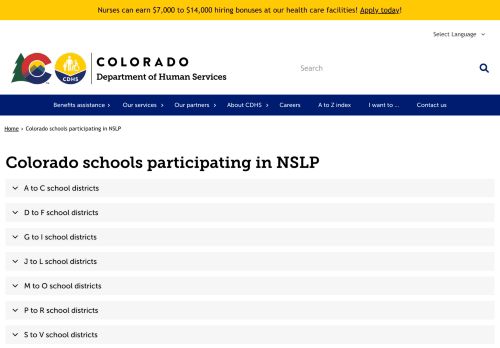 Nurses can earn $7,000 to $14,000 hiring bonuses at our health care facilities! Apply today!
Select Language
C
CDHS
COLORADO
Department of Human Services
Search
Benefits assistance
Our services
Our partners
About CDHS
Careers
A to Z index
I want to ...
Contact us
Home › Colorado schools participating in NSLP
Colorado schools participating in NSLP
A to C school districts
D to F school districts
G to I school districts
J to L school districts
M to O school districts
P to R school districts
S to V school districts